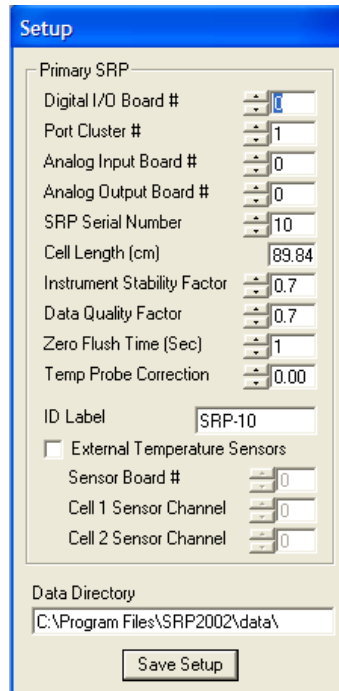 Setup
Primary SRP
Digital I/O Board # 0
Port Cluster # 1
Analog Input Board # 0
Analog Output Board # 0
SRP Serial Number 10
Cell Length (cm) 89.84
Instrument Stability Factor 0.7
Data Quality Factor 0.7
Zero Flush Time (Sec) 1
Temp Probe Correction 0.00
ID Label SRP-10
External Temperature Sensors
Sensor Board # 0
Cell 1 Sensor Channel 0
Cell 2 Sensor Channel 0
Data Directory
C:\Program Files\SRP2002\data\
Save Setup